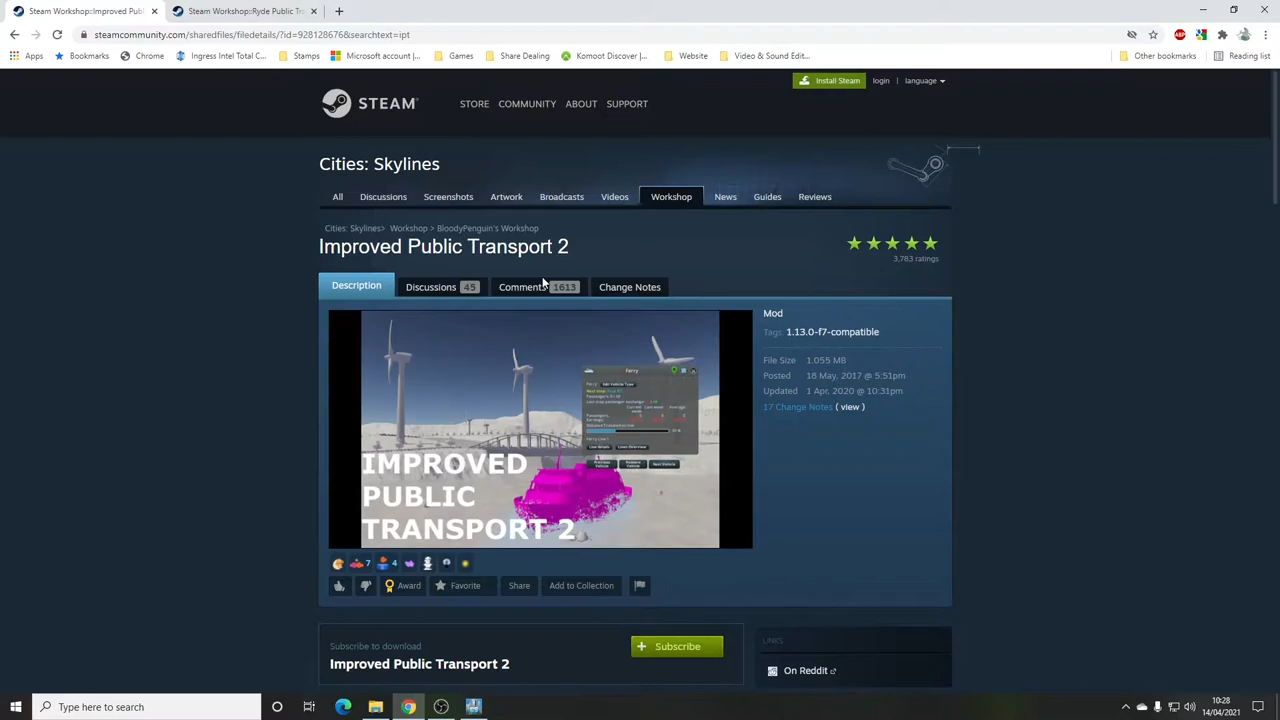 Steam Workshop::Improved Public
Steam Workshop::Ryde Public Tra
steamcommunity.com/sharedfiles/filedetails/?id=928128676&searchtext=ipt
Apps
Bookmarks
Chrome
Ingress Intel Total C...
Stamps
Microsoft account |...
Games
Share Dealing
Komoot Discover |...
Website
Video & Sound Edit...
Other bookmarks
Reading list
Install Steam
login | language
STEAM
STORE COMMUNITY ABOUT SUPPORT
Cities: Skylines
All Discussions Screenshots Artwork Broadcasts Videos Workshop News Guides Reviews
Cities: Skylines> Workshop > BloodyPenguin's Workshop
Improved Public Transport 2
3,783 ratings
Description
Discussions 45
Comments 1613
Change Notes
Ferry
IMPROVED
PUBLIC
TRANSPORT 2
Mod
Tags: 1.13.0-f7-compatible
File Size 1.055 MB
Posted 18 May, 2017 @ 5:51pm
Updated 1 Apr, 2020 @ 10:31pm
17 Change Notes ( view )
7
4
Award
Favorite
Share
Add to Collection
Subscribe to download
Improved Public Transport 2
Subscribe
LINKS
On Reddit
Type here to search
10:28
14/04/2021